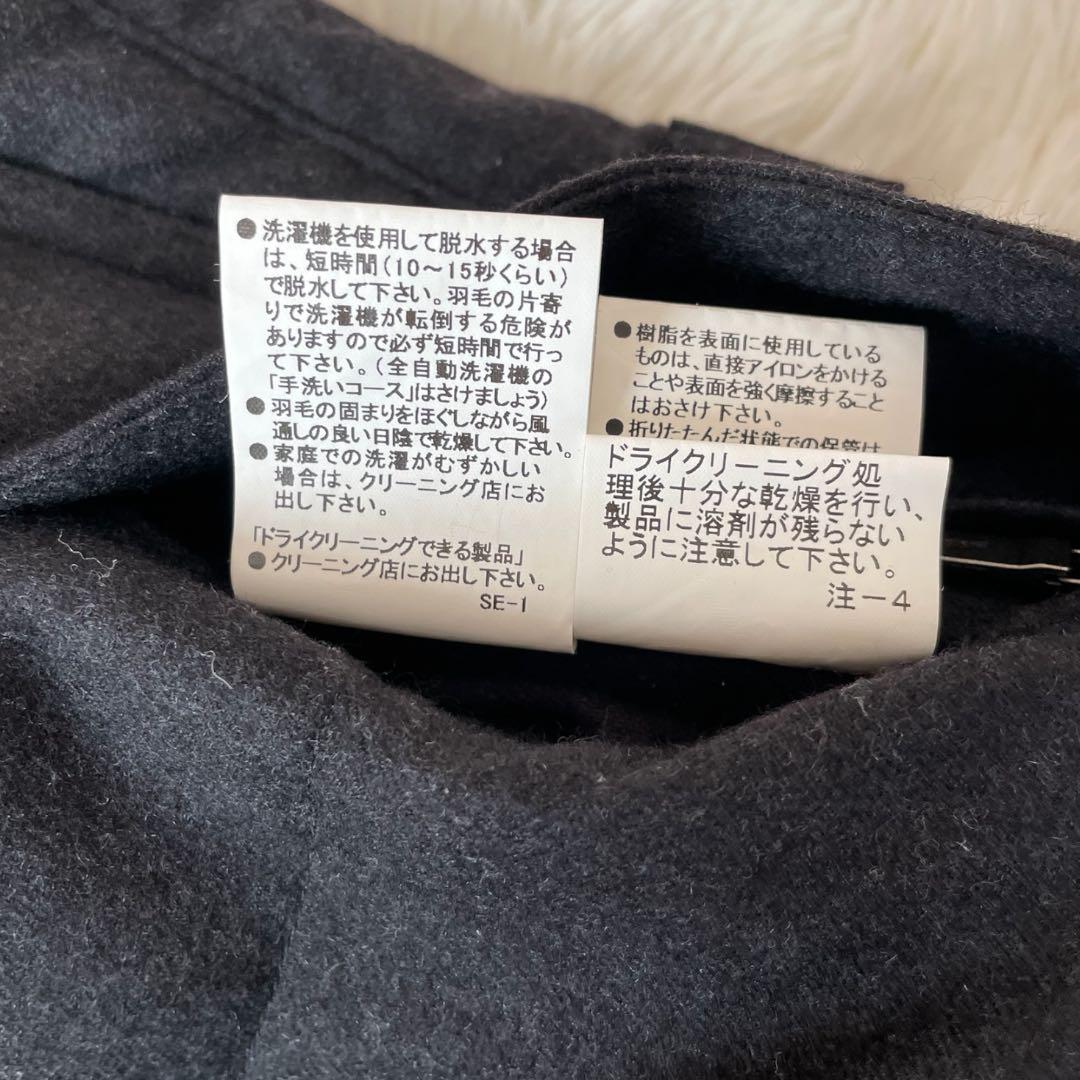 ●洗濯機を使用して脱水する場合
は、短時間(10〜15秒くらい)
で脱水して下さい。羽毛の片寄
りで洗濯機が転倒する危険が
ありますので必ず短時間で行っ
て下さい。(全自動洗濯機の
「手洗いコース」はさけましょう)
●羽毛の固まりをほぐしながら風
通しの良い日陰で乾燥して下さい。
●家庭での洗濯がむずかしい
場合は、クリーニング店にお
出し下さい。
「ドライクリーニングできる製品」
●クリーニング店にお出し下さい。
SE-1
●樹脂を表面に使用している
ものは、直接アイロンをかける
ことや表面を強く摩擦すること
はおさけ下さい。
●折りたたんだ状態での保管は
ドライクリーニング処
理後十分な乾燥を行い、
製品に溶剤が残らない
ように注意して下さい。
注－4